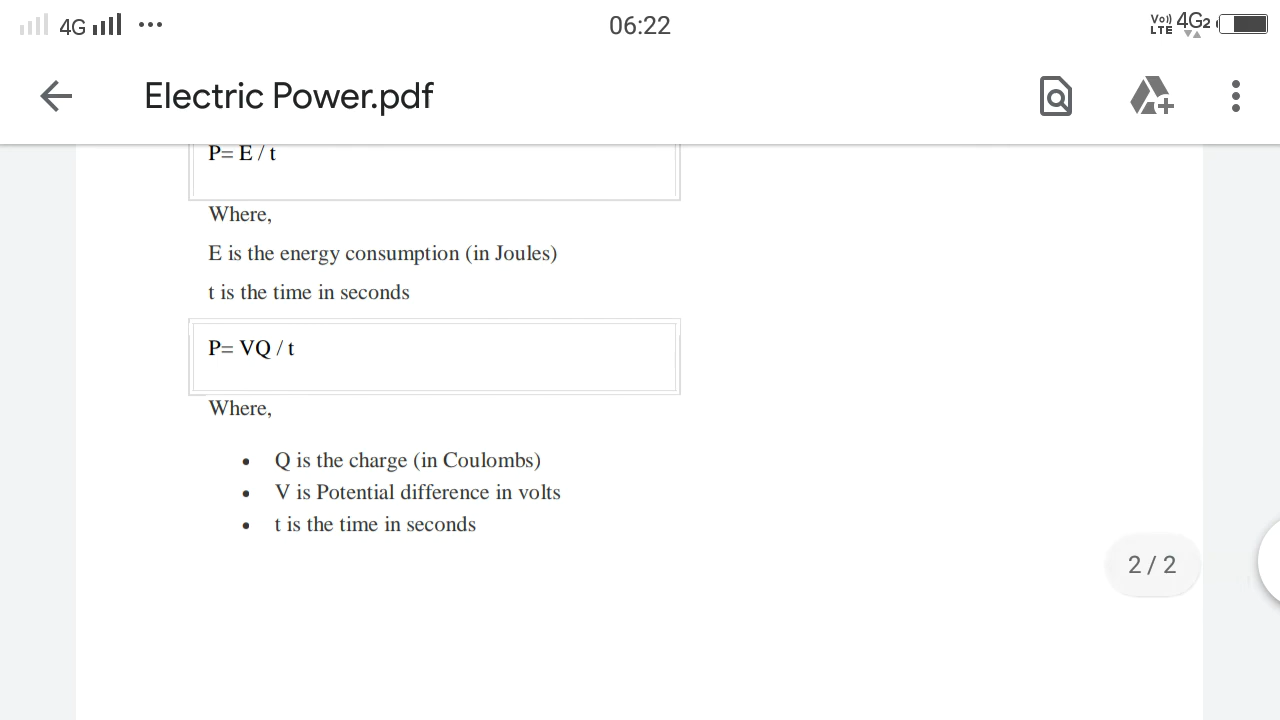 4G 06:22 Vo)) LTE 4G2
Electric Power.pdf
P= E / t
Where,
E is the energy consumption (in Joules)
t is the time in seconds
P= VQ / t
Where,
• Q is the charge (in Coulombs)
• V is Potential difference in volts
• t is the time in seconds
2 / 2